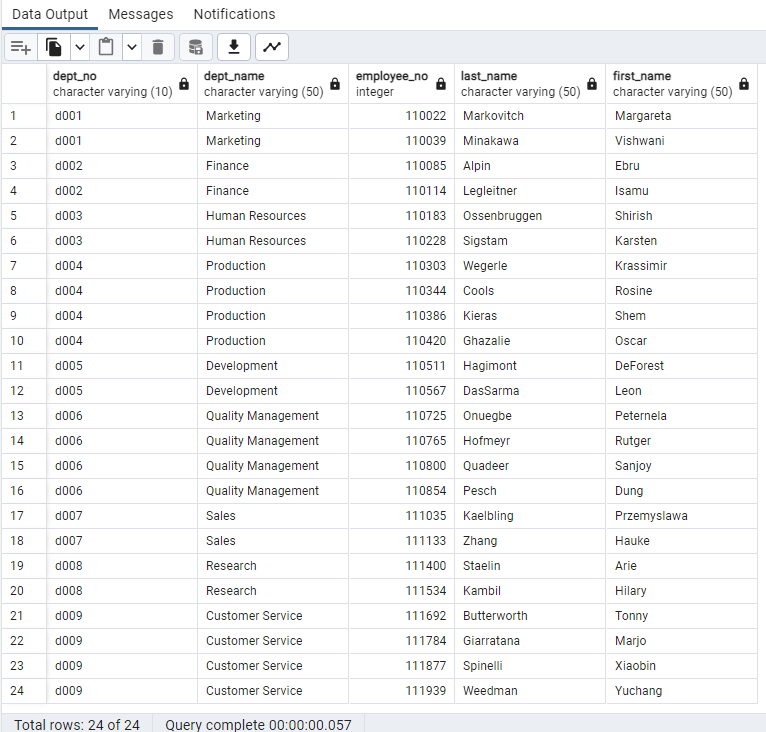 Data Output Messages Notifications
dept_no dept_name employee_no last_name first_name
character varying (10) character varying (50) integer character varying (50) character varying (50)
1 d001 Marketing 110022 Markovitch Margareta
2 d001 Marketing 110039 Minakawa Vishwani
3 d002 Finance 110085 Alpin Ebru
4 d002 Finance 110114 Legleitner Isamu
5 d003 Human Resources 110183 Ossenbruggen Shirish
6 d003 Human Resources 110228 Sigstam Karsten
7 d004 Production 110303 Wegerle Krassimir
8 d004 Production 110344 Cools Rosine
9 d004 Production 110386 Kieras Shem
10 d004 Production 110420 Ghazalie Oscar
11 d005 Development 110511 Hagimont DeForest
12 d005 Development 110567 DasSarma Leon
13 d006 Quality Management 110725 Onuegbe Peternela
14 d006 Quality Management 110765 Hofmeyr Rutger
15 d006 Quality Management 110800 Quadeer Sanjoy
16 d006 Quality Management 110854 Pesch Dung
17 d007 Sales 111035 Kaelbling Przemyslawa
18 d007 Sales 111133 Zhang Hauke
19 d008 Research 111400 Staelin Arie
20 d008 Research 111534 Kambil Hilary
21 d009 Customer Service 111692 Butterworth Tonny
22 d009 Customer Service 111784 Giarratana Marjo
23 d009 Customer Service 111877 Spinelli Xiaobin
24 d009 Customer Service 111939 Weedman Yuchang
Total rows: 24 of 24 Query complete 00:00:00.057